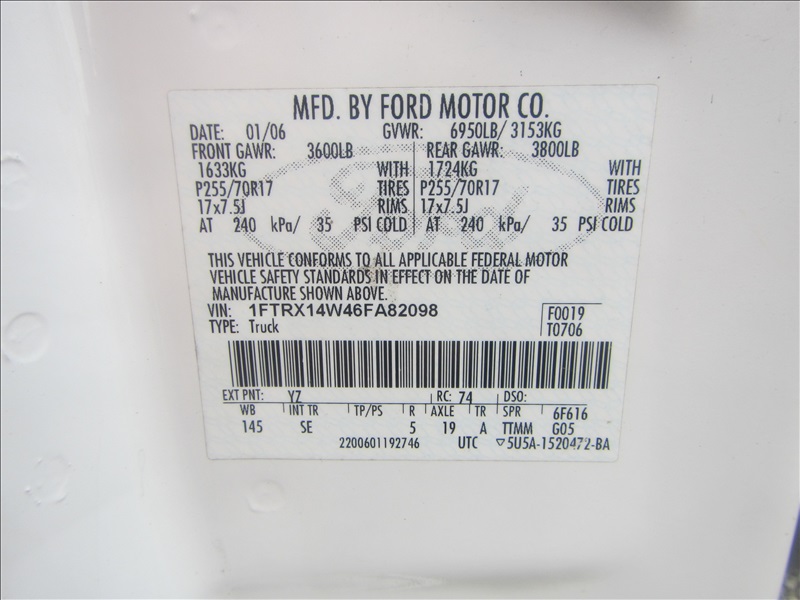 MFD. BY FORD MOTOR CO.
DATE: 01/06 GVWR: 6950LB/ 3153KG
FRONT GAWR: 3600LB REAR GAWR: 3800LB
1633KG WITH 1724KG WITH
P255/70R17 TIRES P255/70R17 TIRES
17x7.5J RIMS 17x7.5J RIMS
AT 240 kPa/ 35 PSI COLD AT 240 kPa/ 35 PSI COLD
Ford
THIS VEHICLE CONFORMS TO ALL APPLICABLE FEDERAL MOTOR
VEHICLE SAFETY STANDARDS IN EFFECT ON THE DATE OF
MANUFACTURE SHOWN ABOVE.
VIN: 1FTRX14W46FA82098 F0019
TYPE: Truck T0706
EXT PNT: YZ RC: 74 DSO:
WB INT TR TP/PS R AXLE TR SPR 6F616
145 SE 5 19 A TTMM G05
2200601192746 UTC ▽5U5A-1520472-BA